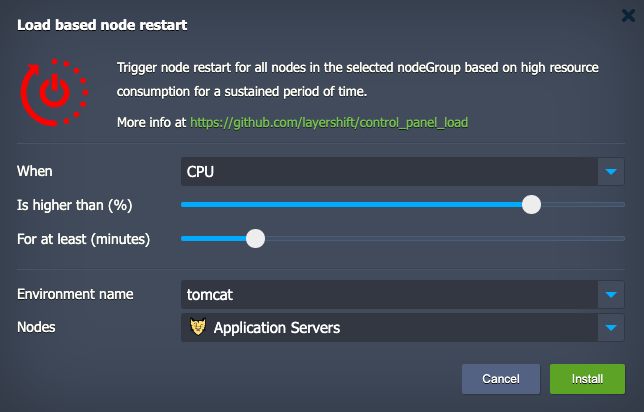 Load based node restart
Trigger node restart for all nodes in the selected nodeGroup based on high resource
consumption for a sustained period of time.
More info at https://github.com/layershift/control_panel_load
When
CPU
Is higher than (%)
For at least (minutes)
Environment name
tomcat
Nodes
Application Servers
Cancel
Install